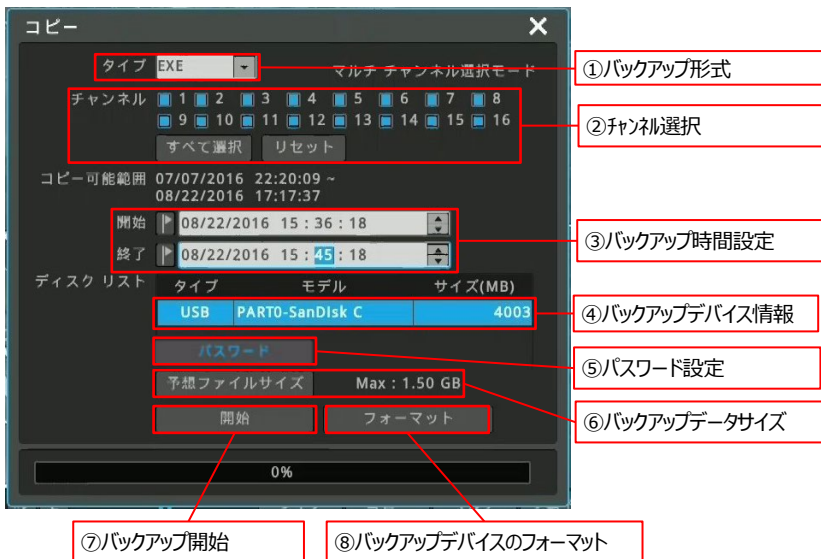 コピー
タイプ EXE マルチ チャンネル選択モード
チャンネル 1 2 3 4 5 6 7 8
9 10 11 12 13 14 15 16
すべて選択 リセット
コピー可能範囲 07/07/2016 22:20:09 ~
08/22/2016 17:17:37
開始 08/22/2016 15 : 36 : 18
終了 08/22/2016 15 : 45 : 18
ディスク リスト タイプ モデル サイズ(MB)
USB PART0-SanDIsk C 4003
パスワード
予想ファイルサイズ Max : 1.50 GB
開始 フォーマット
0%
①バックアップ形式
②チャンネル選択
③バックアップ時間設定
④バックアップデバイス情報
⑤パスワード設定
⑥バックアップデータサイズ
⑦バックアップ開始
⑧バックアップデバイスのフォーマット